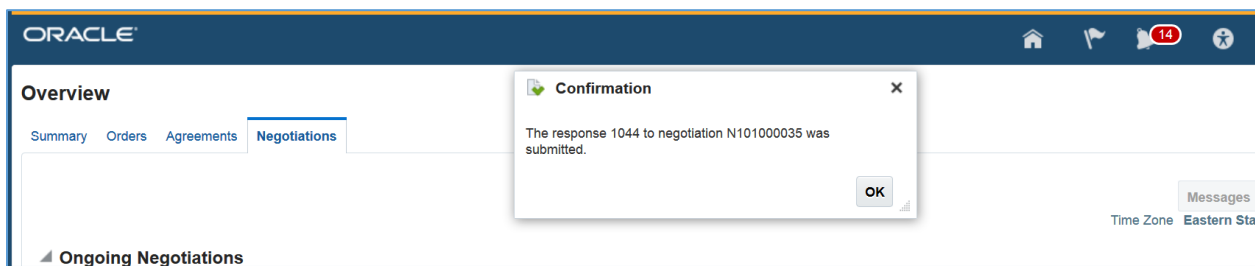 ORACLE
14
Overview
Summary Orders Agreements Negotiations
Confirmation
The response 1044 to negotiation N101000035 was
submitted.
OK
Messages
Time Zone Eastern Sta
Ongoing Negotiations